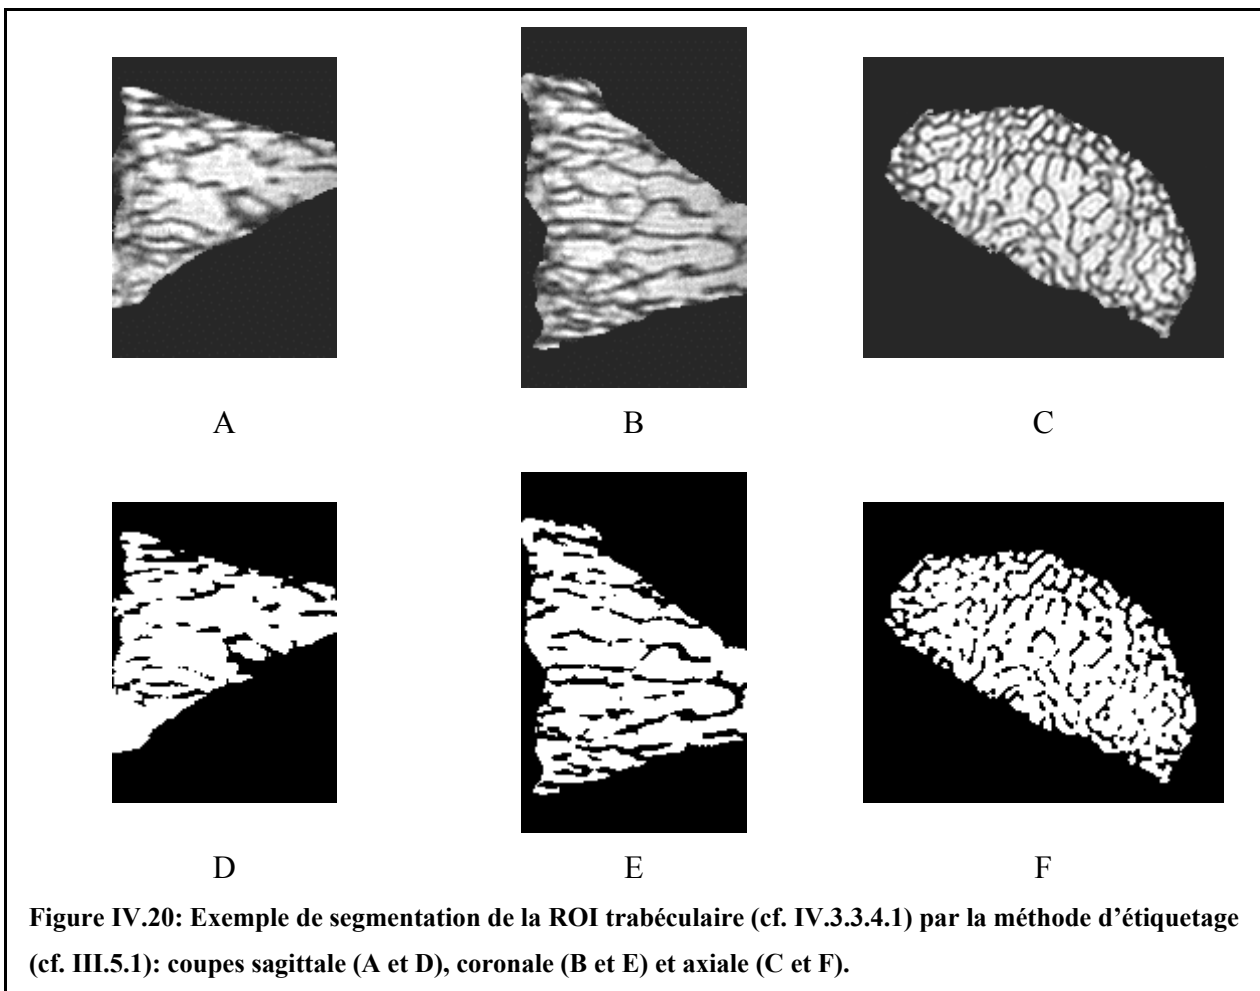 A
B
C
D
E
F
Figure IV.20: Exemple de segmentation de la ROI trabéculaire (cf. IV.3.3.4.1) par la méthode d’étiquetage
(cf. III.5.1): coupes sagittale (A et D), coronale (B et E) et axiale (C et F).